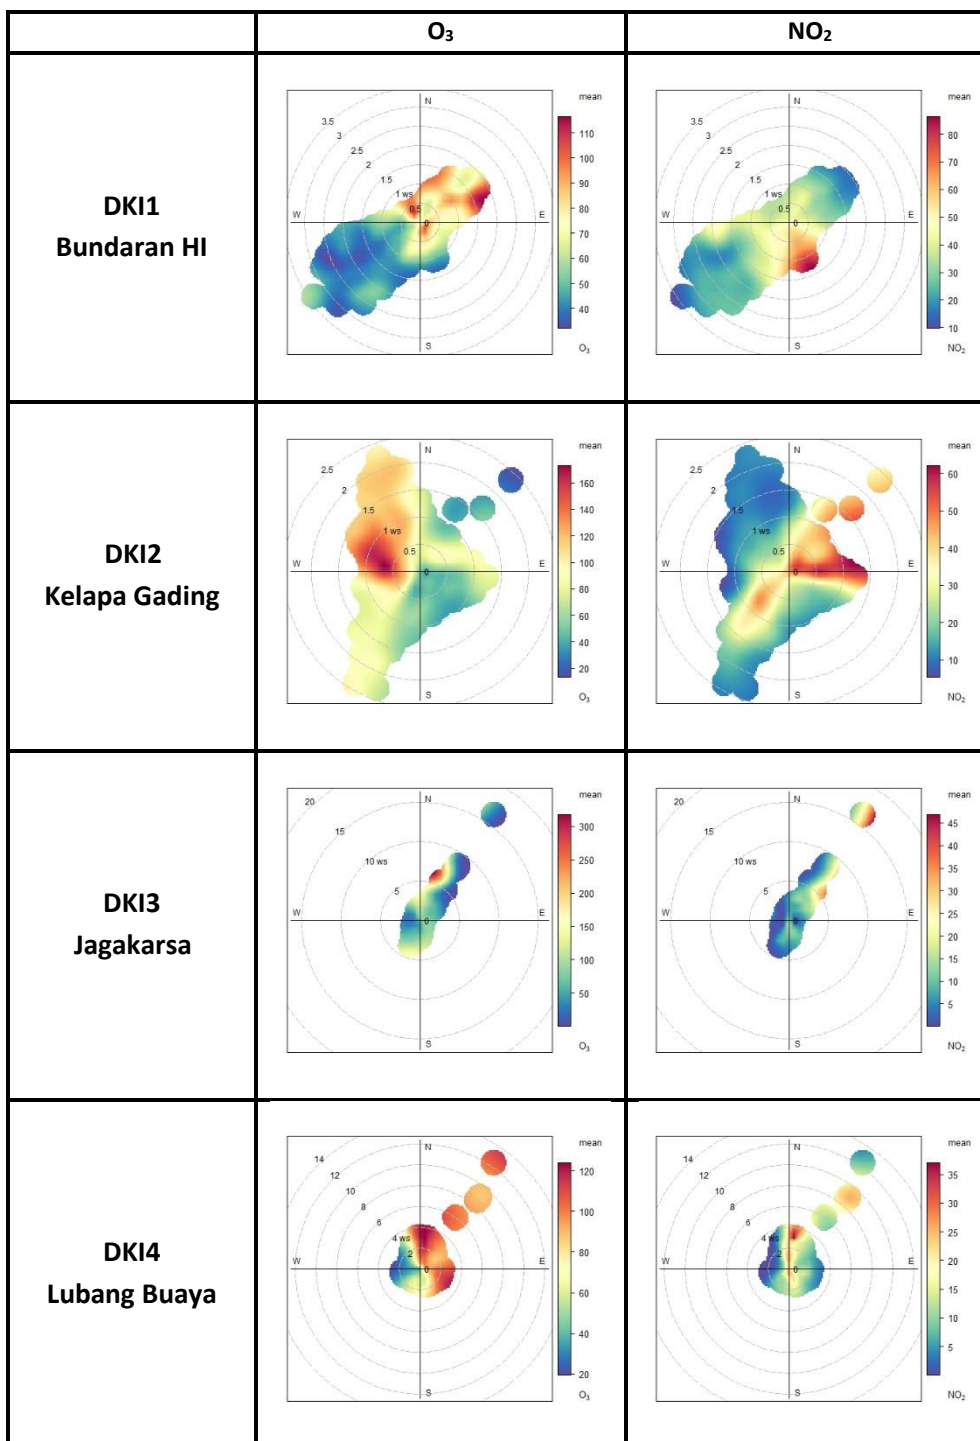 O₃ NO₂
DKI1
Bundaran HI
mean
N
3.5
3
2.5
2
1.5
1 ws
0.5
0
W
E
S
110
100
90
80
70
60
50
40
O₃
mean
N
3.5
3
2.5
2
1.5
1 ws
0.5
0
W
E
S
80
70
60
50
40
30
20
10
NO₂
DKI2
Kelapa Gading
mean
N
2.5
2
1.5
1 ws
0.5
0
W
E
S
160
140
120
100
80
60
40
20
O₃
mean
N
2.5
2
1.5
1 ws
0.5
0
W
E
S
60
50
40
30
20
10
NO₂
DKI3
Jagakarsa
mean
N
20
15
10 ws
5
0
W
E
S
300
250
200
150
100
50
O₃
mean
N
20
15
10 ws
5
0
W
E
S
45
40
35
30
25
20
15
10
5
NO₂
DKI4
Lubang Buaya
mean
N
14
12
10
8
6
4 ws
2
0
W
E
S
120
100
80
60
40
20
O₃
mean
N
14
12
10
8
6
4 ws
2
0
W
E
S
35
30
25
20
15
10
5
NO₂